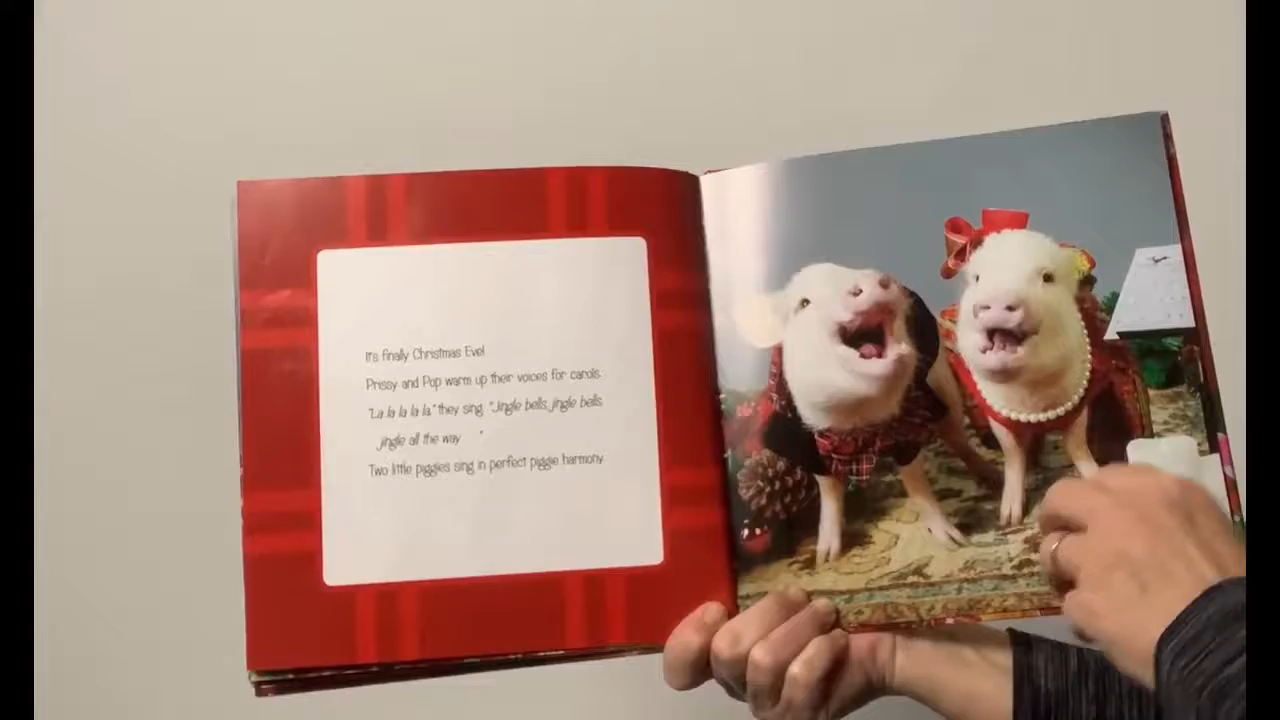 It's finally Christmas Eve!
Prissy and Pop warm up their voices for carols.
"La la la la la," they sing. "Jingle bells, jingle bells,
jingle all the way . . ."
Two little piggies sing in perfect piggie harmony.